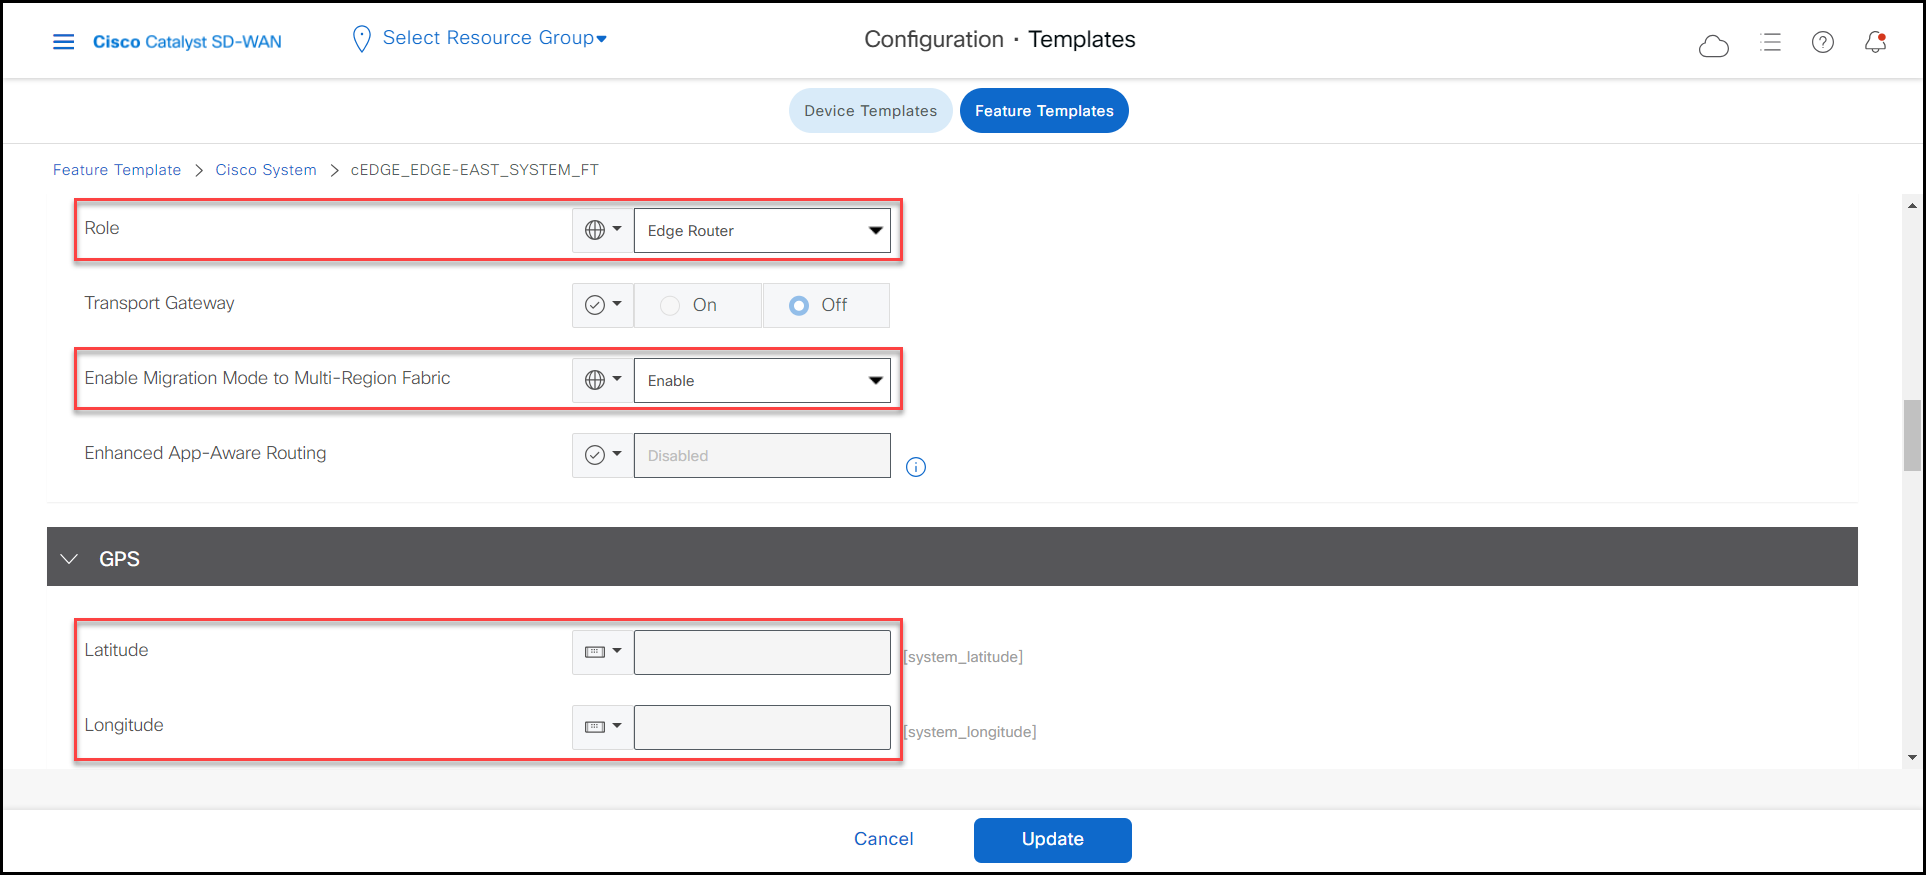 Cisco Catalyst SD-WAN
Select Resource Group
Configuration · Templates
Device Templates
Feature Templates
Feature Template > Cisco System > cEDGE_EDGE-EAST_SYSTEM_FT
Role
Edge Router
Transport Gateway
On
Off
Enable Migration Mode to Multi-Region Fabric
Enable
Enhanced App-Aware Routing
Disabled
GPS
Latitude
[system_latitude]
Longitude
[system_longitude]
Cancel
Update